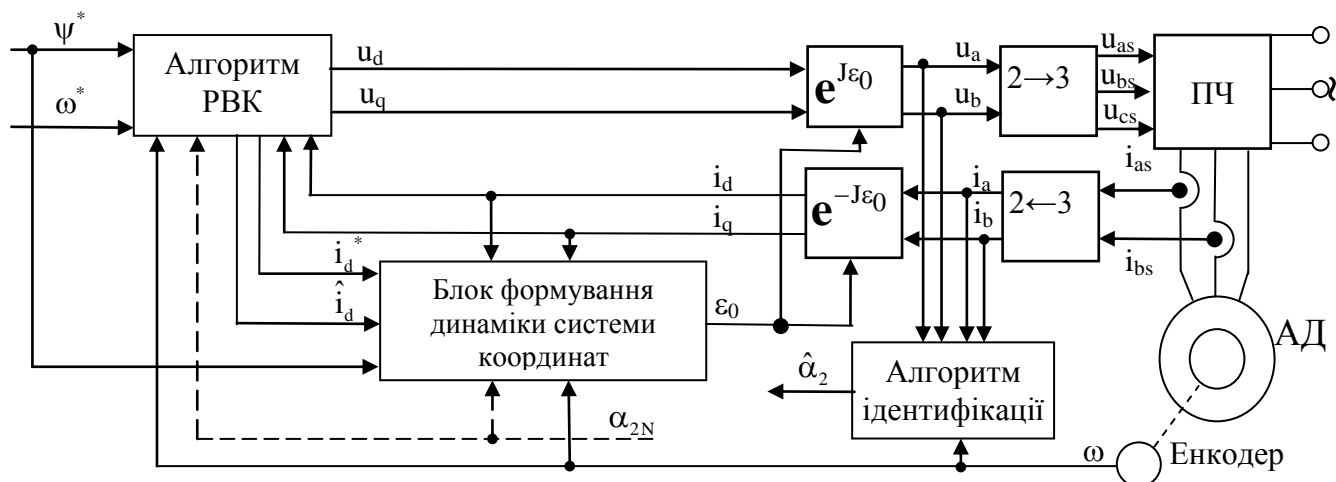 ψ*
ω*
Алгоритм
РВК
u_d
u_q
e^Jε0
u_a
u_b
2→3
u_as
u_bs
u_cs
ПЧ
~
i_d
i_q
e^-Jε0
i_a
i_b
2←3
i_as
i_bs
i_d*
î_d
Блок формування
динаміки системи
координат
ε0
α̂2
Алгоритм
ідентифікації
АД
α2N
ω
Енкодер